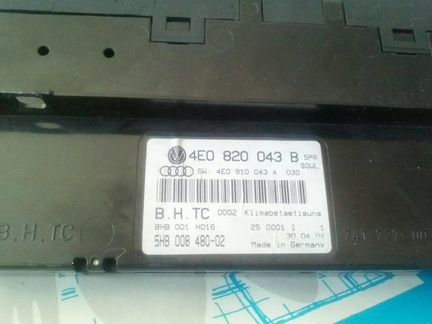 4E0 820 043 B SPR
SOUL
SW 4E0 910 043 A 030
B.H.TC 0002 Klimabetaetigung
BHB 001 H016 25 0001 I 1
5HB 008 480-02 30.04.04
Made in Germany
B.H.TC